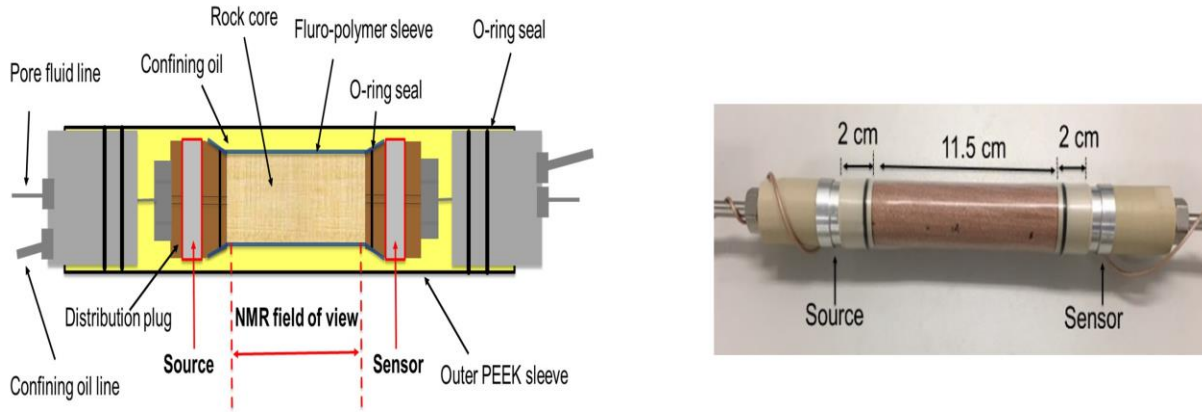 Rock core
Fluro-polymer sleeve
O-ring seal
Pore fluid line
Confining oil
O-ring seal
Distribution plug
NMR field of view
Source
Sensor
Confining oil line
Outer PEEK sleeve
2 cm
11.5 cm
2 cm
Source
Sensor